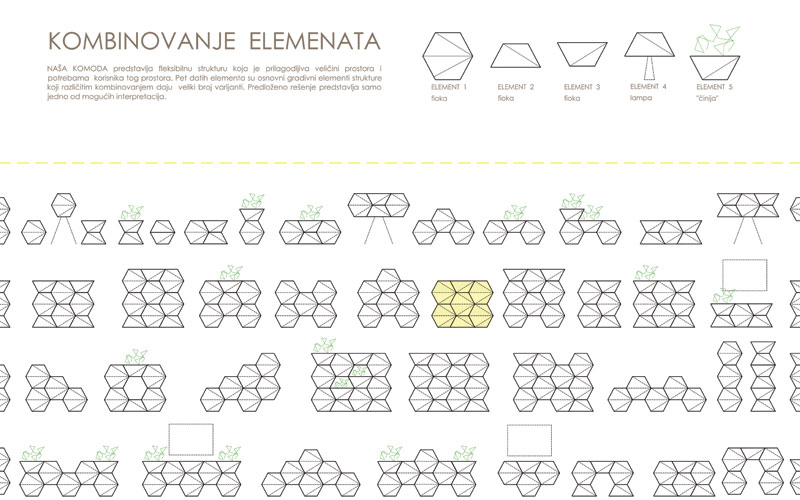 KOMBINOVANJE ELEMENATA
NAŠA KOMODA predstavlja fleksibilnu strukturu koja je prilagodljiva veličini prostora i
potrebama korisnika tog prostora. Pet datih elemenata su osnovni gradivni elementi strukture
koji različitim kombinovanjem daju veliki broj varijanti. Predloženo rešenje predstavlja samo
jedno od mogućih interpretacija.
ELEMENT 1
fioka
ELEMENT 2
fioka
ELEMENT 3
fioka
ELEMENT 4
lampa
ELEMENT 5
"činija"